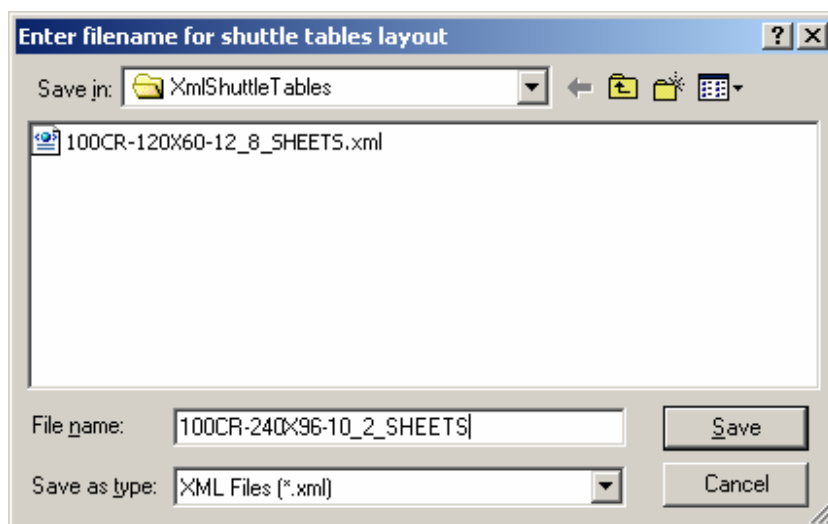 Enter filename for shuttle tables layout
Save in: XmlShuttleTables
100CR-120X60-12_8_SHEETS.xml
File name: 100CR-240X96-10_2_SHEETS Save
Save as type: XML Files (*.xml) Cancel